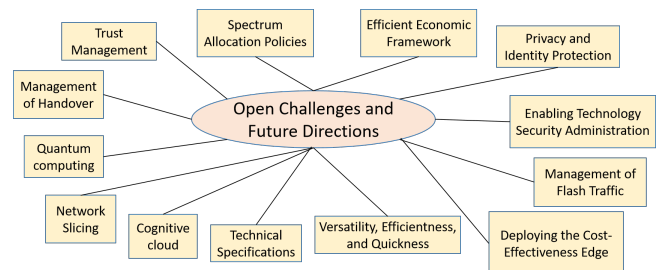 Spectrum
Allocation Policies
Efficient Economic
Framework
Trust
Management
Privacy and
Identity Protection
Management
of Handover
Open Challenges and
Future Directions
Enabling Technology
Security Administration
Quantum
computing
Management of
Flash Traffic
Network
Slicing
Cognitive
cloud
Technical
Specifications
Versatility, Efficientness,
and Quickness
Deploying the Cost-
Effectiveness Edge